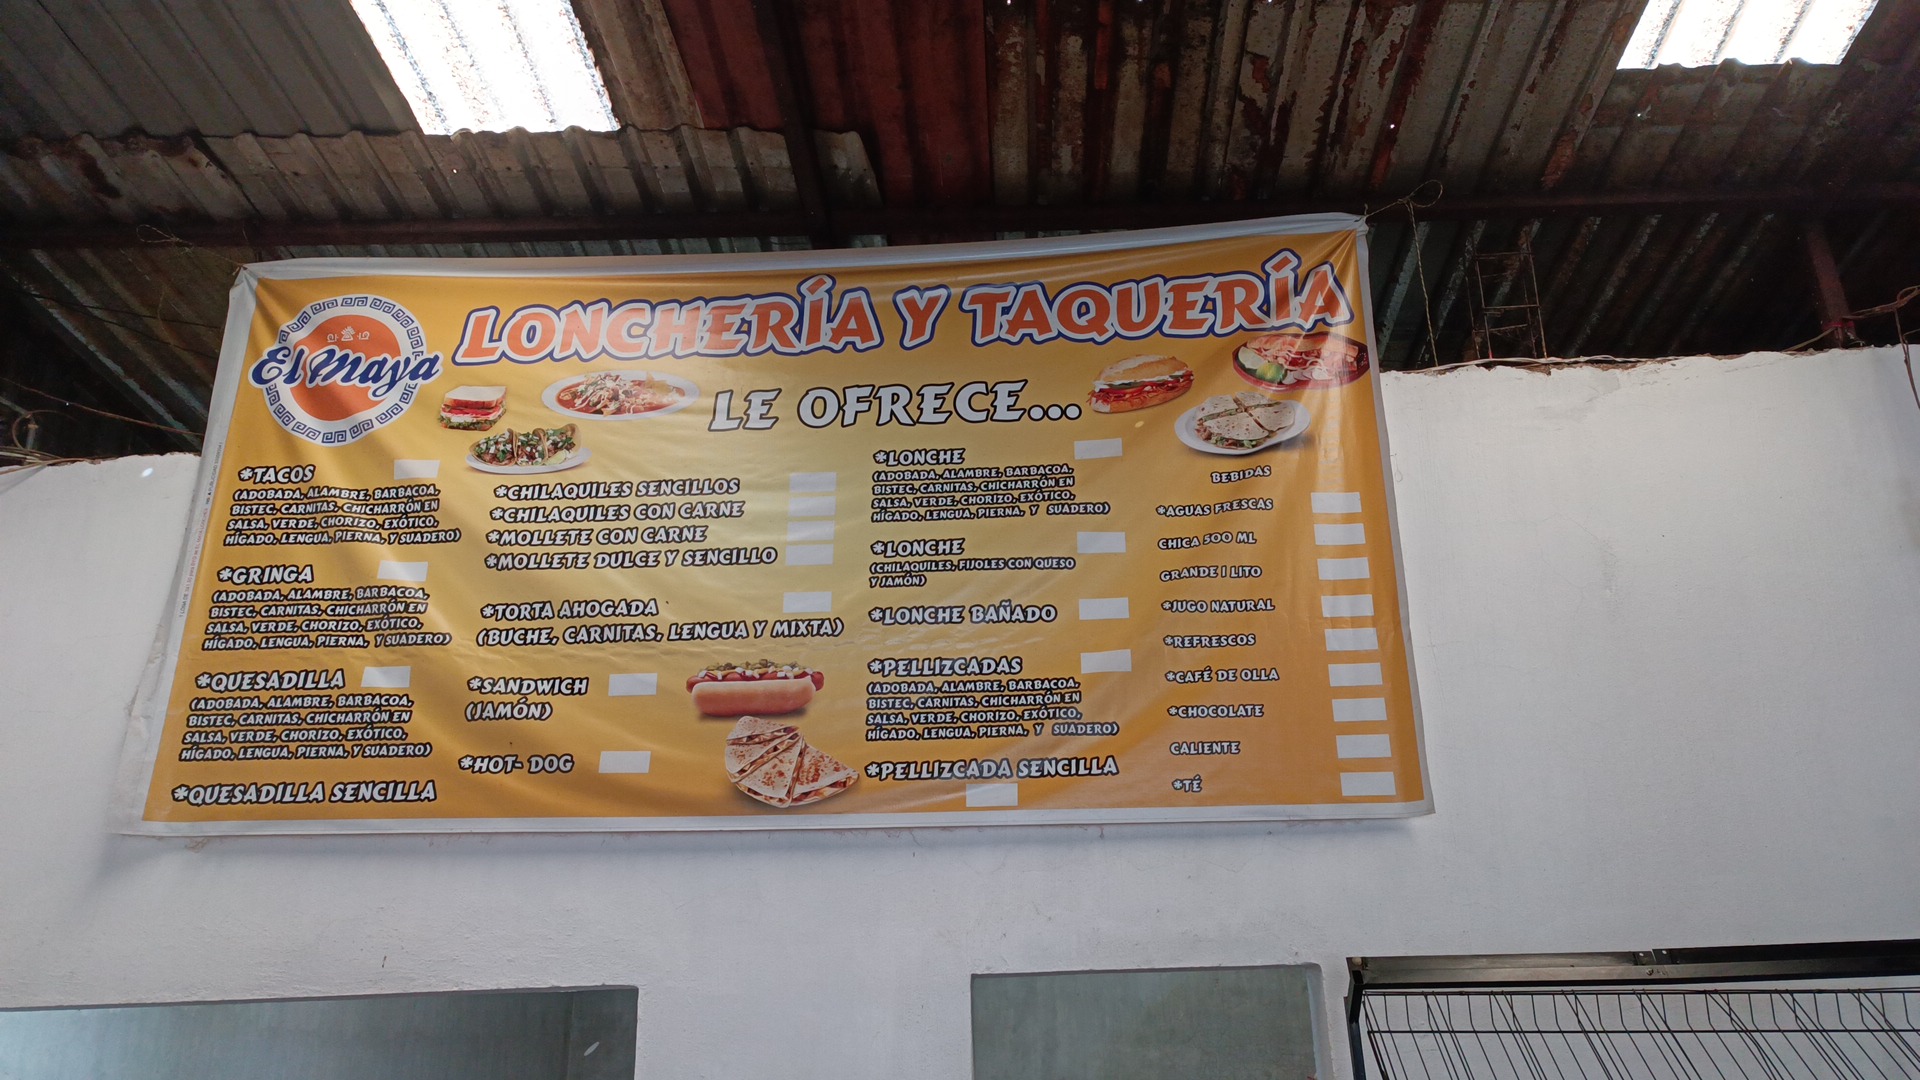 El Maya
LONCHERÍA Y TAQUERÍA
LE OFRECE...
*TACOS
(ADOBADA, ALAMBRE, BARBACOA,
BISTEC, CARNITAS, CHICHARRÓN EN
SALSA, VERDE, CHORIZO, EXÓTICO,
HÍGADO, LENGUA, PIERNA, Y SUADERO)
*GRINGA
(ADOBADA, ALAMBRE, BARBACOA,
BISTEC, CARNITAS, CHICHARRÓN EN
SALSA, VERDE, CHORIZO, EXÓTICO,
HÍGADO, LENGUA, PIERNA, Y SUADERO)
*QUESADILLA
(ADOBADA, ALAMBRE, BARBACOA,
BISTEC, CARNITAS, CHICHARRÓN EN
SALSA, VERDE, CHORIZO, EXÓTICO,
HÍGADO, LENGUA, PIERNA, Y SUADERO)
*QUESADILLA SENCILLA
*CHILAQUILES SENCILLOS
*CHILAQUILES CON CARNE
*MOLLETE CON CARNE
*MOLLETE DULCE Y SENCILLO
*TORTA AHOGADA
(BUCHE, CARNITAS, LENGUA Y MIXTA)
*SANDWICH
(JAMÓN)
*HOT- DOG
*LONCHE
(ADOBADA, ALAMBRE, BARBACOA,
BISTEC, CARNITAS, CHICHARRÓN EN
SALSA, VERDE, CHORIZO, EXÓTICO,
HÍGADO, LENGUA, PIERNA, Y SUADERO)
*LONCHE
(CHILAQUILES, FIJOLES CON QUESO
Y JAMÓN)
*LONCHE BAÑADO
*PELLIZCADAS
(ADOBADA, ALAMBRE, BARBACOA,
BISTEC, CARNITAS, CHICHARRÓN EN
SALSA, VERDE, CHORIZO, EXÓTICO,
HÍGADO, LENGUA, PIERNA, Y SUADERO)
*PELLIZCADA SENCILLA
BEBIDAS
*AGUAS FRESCAS
CHICA 500 ML
GRANDE 1 LITO
*JUGO NATURAL
*REFRESCOS
*CAFÉ DE OLLA
*CHOCOLATE
CALIENTE
*TÉ